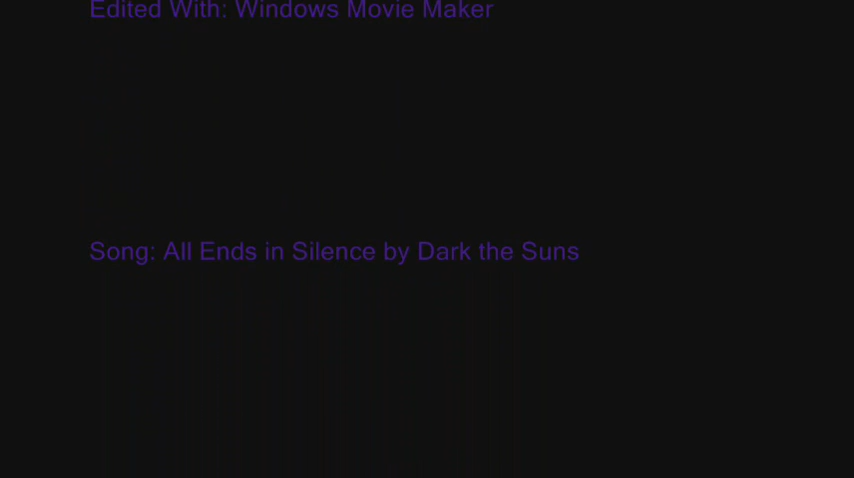 Edited With: Windows Movie Maker
Song: All Ends in Silence by Dark the Suns